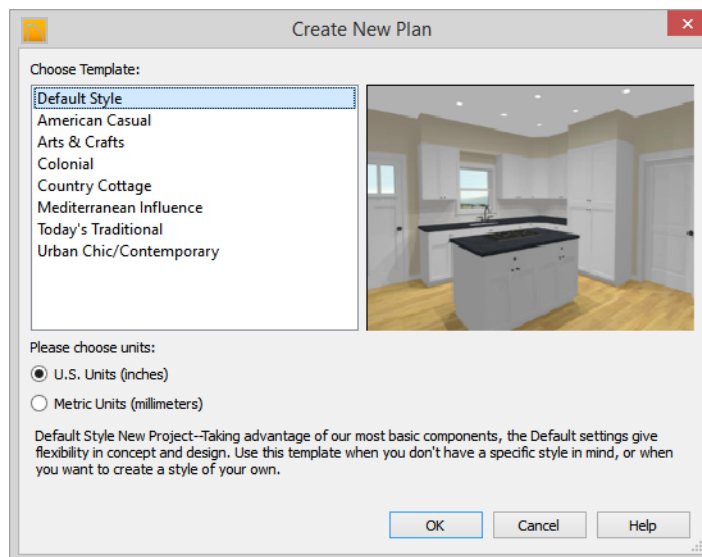 Create New Plan
Choose Template:
Default Style
American Casual
Arts & Crafts
Colonial
Country Cottage
Mediterranean Influence
Today's Traditional
Urban Chic/Contemporary
Please choose units:
U.S. Units (inches)
Metric Units (millimeters)
Default Style New Project--Taking advantage of our most basic components, the Default settings give
flexibility in concept and design. Use this template when you don't have a specific style in mind, or when
you want to create a style of your own.
OK Cancel Help